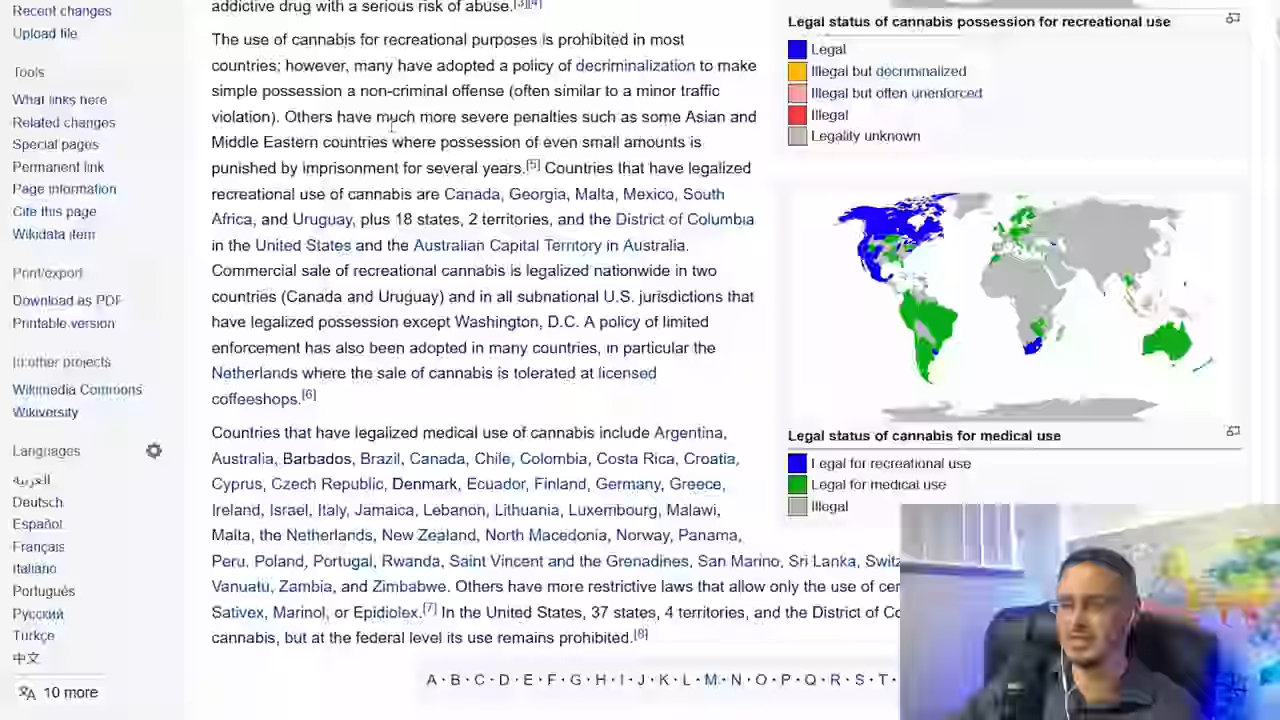 Recent changes
Upload file
Tools
What links here
Related changes
Special pages
Permanent link
Page information
Cite this page
Wikidata item
Print/export
Download as PDF
Printable version
In other projects
Wikimedia Commons
Wikiversity
Languages
العربية
Deutsch
Español
Français
Italiano
Português
Русский
Türkçe
中文
10 more
addictive drug with a serious risk of abuse.[3][4]
The use of cannabis for recreational purposes is prohibited in most
countries; however, many have adopted a policy of decriminalization to make
simple possession a non-criminal offense (often similar to a minor traffic
violation). Others have much more severe penalties such as some Asian and
Middle Eastern countries where possession of even small amounts is
punished by imprisonment for several years.[5] Countries that have legalized
recreational use of cannabis are Canada, Georgia, Malta, Mexico, South
Africa, and Uruguay, plus 18 states, 2 territories, and the District of Columbia
in the United States and the Australian Capital Territory in Australia.
Commercial sale of recreational cannabis is legalized nationwide in two
countries (Canada and Uruguay) and in all subnational U.S. jurisdictions that
have legalized possession except Washington, D.C. A policy of limited
enforcement has also been adopted in many countries, in particular the
Netherlands where the sale of cannabis is tolerated at licensed
coffeeshops.[6]
Countries that have legalized medical use of cannabis include Argentina,
Australia, Barbados, Brazil, Canada, Chile, Colombia, Costa Rica, Croatia,
Cyprus, Czech Republic, Denmark, Ecuador, Finland, Germany, Greece,
Ireland, Israel, Italy, Jamaica, Lebanon, Lithuania, Luxembourg, Malawi,
Malta, the Netherlands, New Zealand, North Macedonia, Norway, Panama,
Peru, Poland, Portugal, Rwanda, Saint Vincent and the Grenadines, San Marino, Sri Lanka, Switz
Vanuatu, Zambia, and Zimbabwe. Others have more restrictive laws that allow only the use of cer
Sativex, Marinol, or Epidiolex.[7] In the United States, 37 states, 4 territories, and the District of Co
cannabis, but at the federal level its use remains prohibited.[8]
A · B · C · D · E · F · G · H · I · J · K · L · M · N · O · P · Q · R · S · T ·
Legal status of cannabis possession for recreational use
Legal
Illegal but decriminalized
Illegal but often unenforced
Illegal
Legality unknown
Legal status of cannabis for medical use
Legal for recreational use
Legal for medical use
Illegal